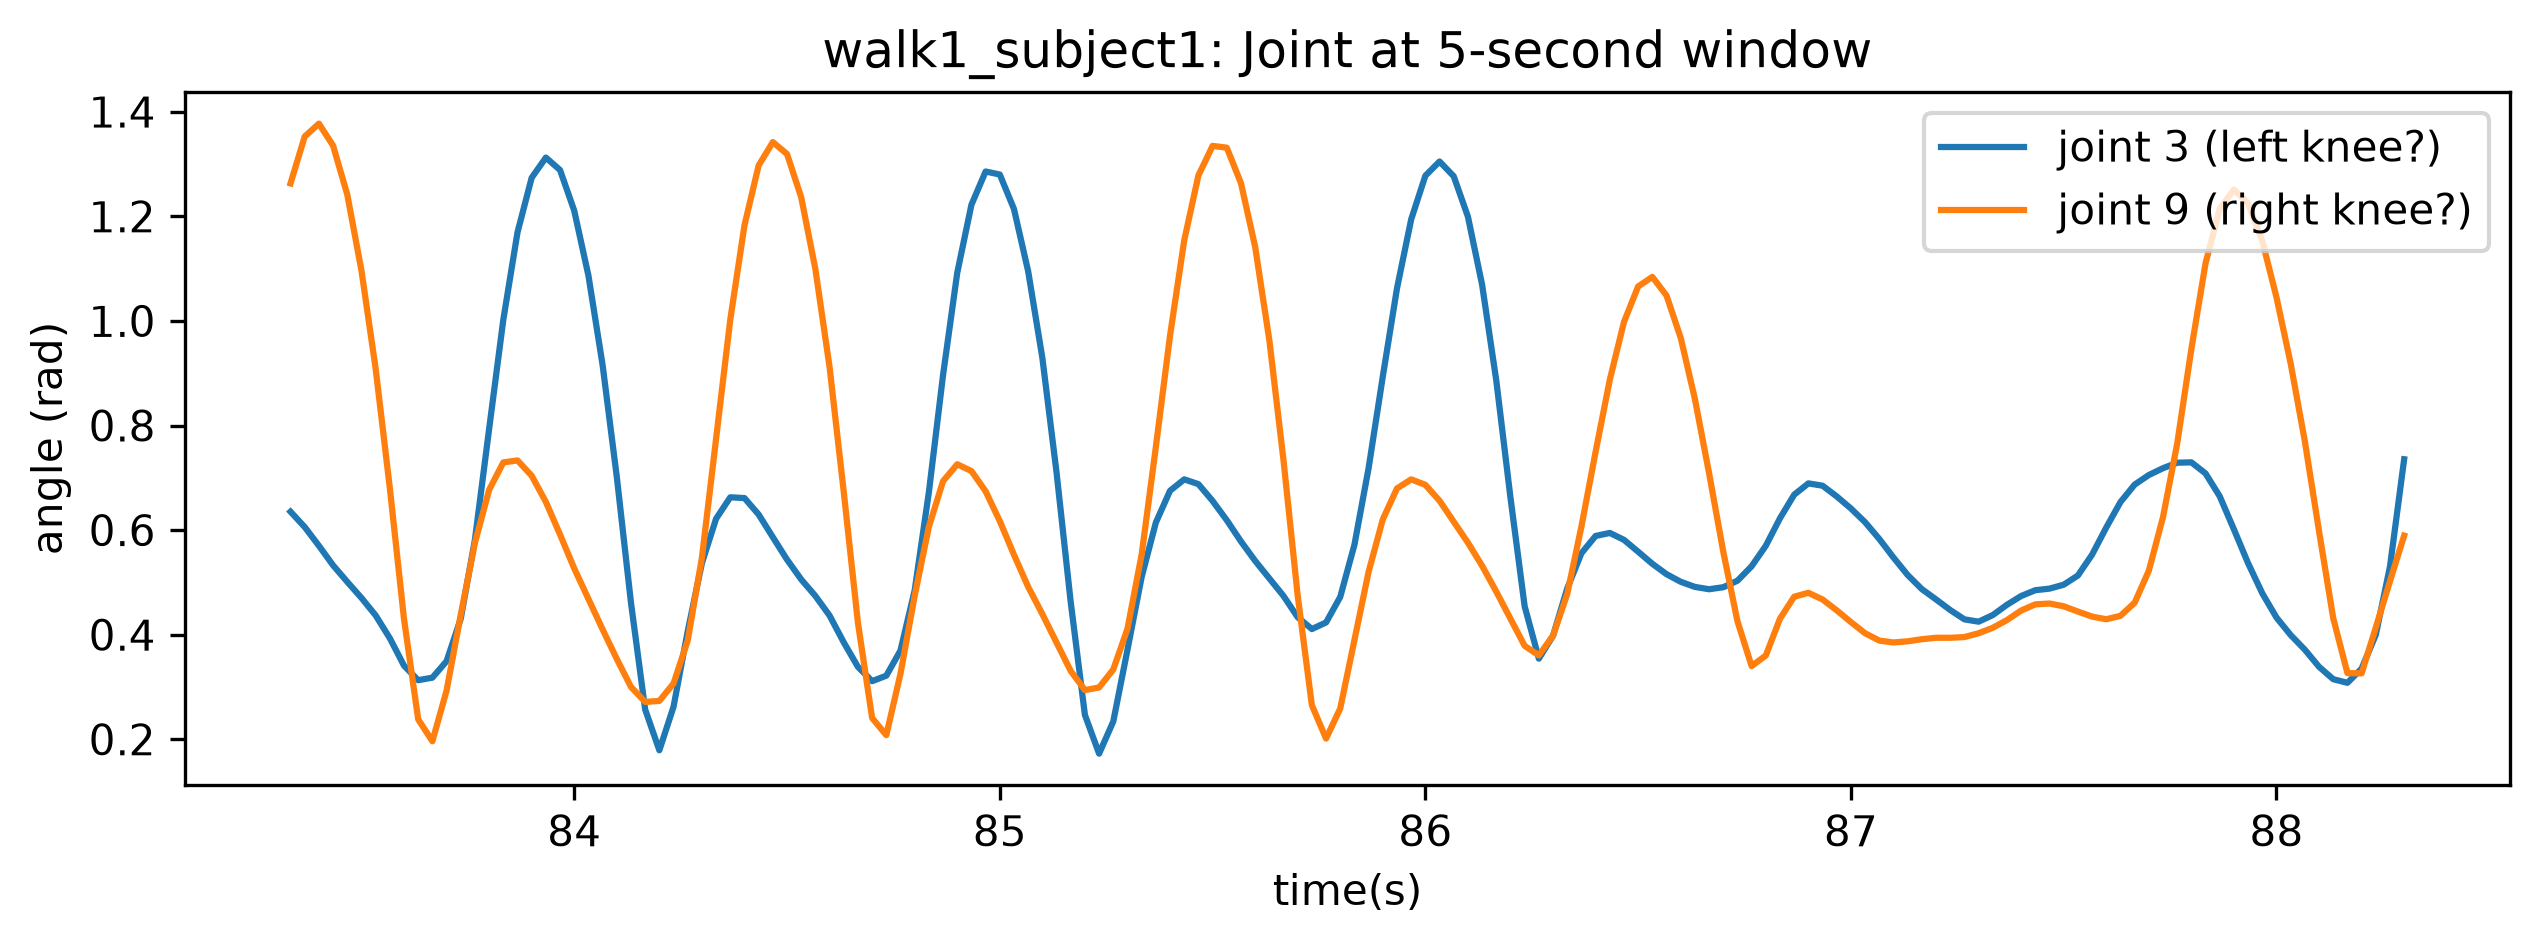 walk1_subject1: Joint at 5-second window
joint 3 (left knee?)
joint 9 (right knee?)
angle (rad)
1.4
1.2
1.0
0.8
0.6
0.4
0.2
84
85
86
87
88
time(s)